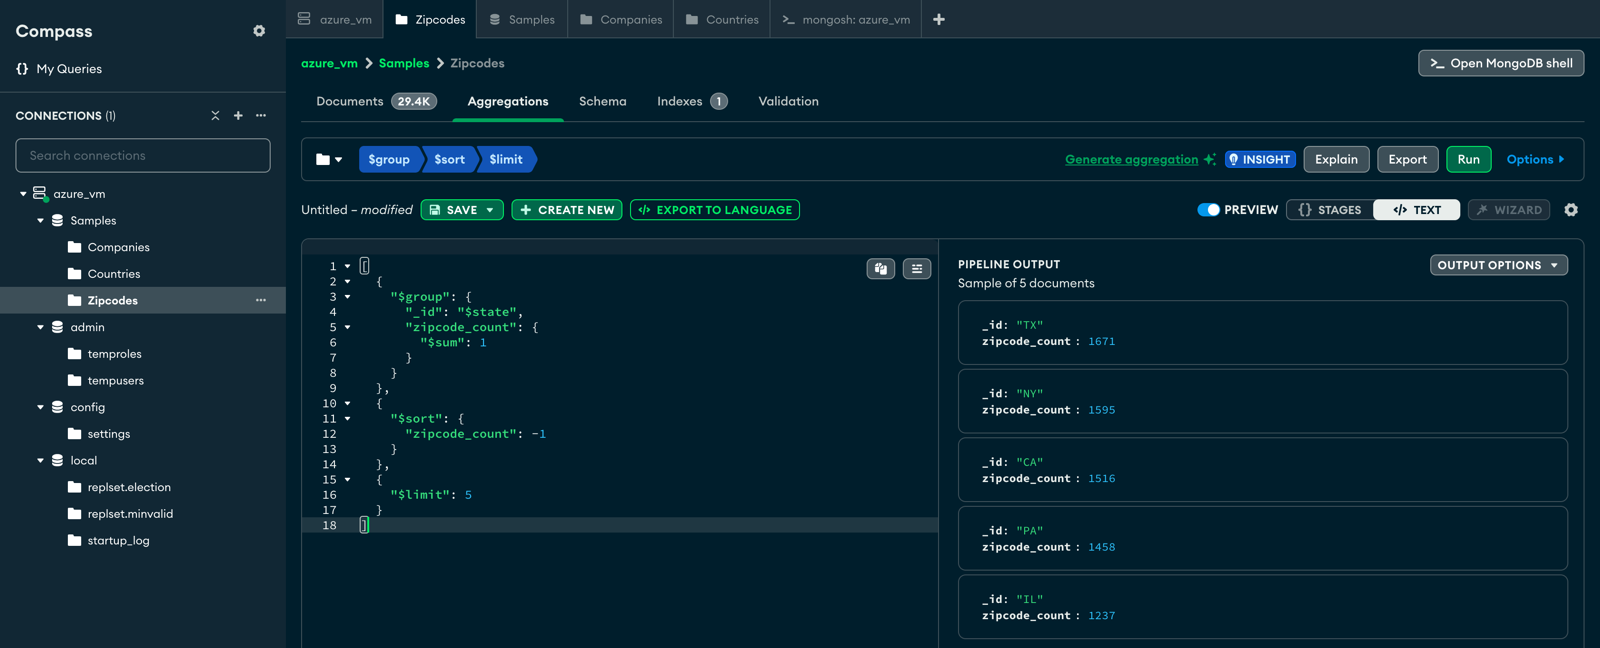 Compass
{} My Queries
CONNECTIONS (1)
Search connections
azure_vm
Samples
Companies
Countries
Zipcodes
admin
temproles
tempusers
config
settings
local
replset.election
replset.minvalid
startup_log
azure_vm Zipcodes Samples Companies Countries >_ mongosh: azure_vm +
azure_vm > Samples > Zipcodes
>_ Open MongoDB shell
Documents 29.4K Aggregations Schema Indexes 1 Validation
$group $sort $limit
Generate aggregation INSIGHT Explain Export Run Options
Untitled – modified SAVE + CREATE NEW </> EXPORT TO LANGUAGE
PREVIEW {} STAGES </> TEXT WIZARD
1 [
2 {
3 "$group": {
4 "_id": "$state",
5 "zipcode_count": {
6 "$sum": 1
7 }
8 }
9 },
10 {
11 "$sort": {
12 "zipcode_count": -1
13 }
14 },
15 {
16 "$limit": 5
17 }
18 ]
PIPELINE OUTPUT
Sample of 5 documents
OUTPUT OPTIONS
_id: "TX"
zipcode_count : 1671
_id: "NY"
zipcode_count : 1595
_id: "CA"
zipcode_count : 1516
_id: "PA"
zipcode_count : 1458
_id: "IL"
zipcode_count : 1237